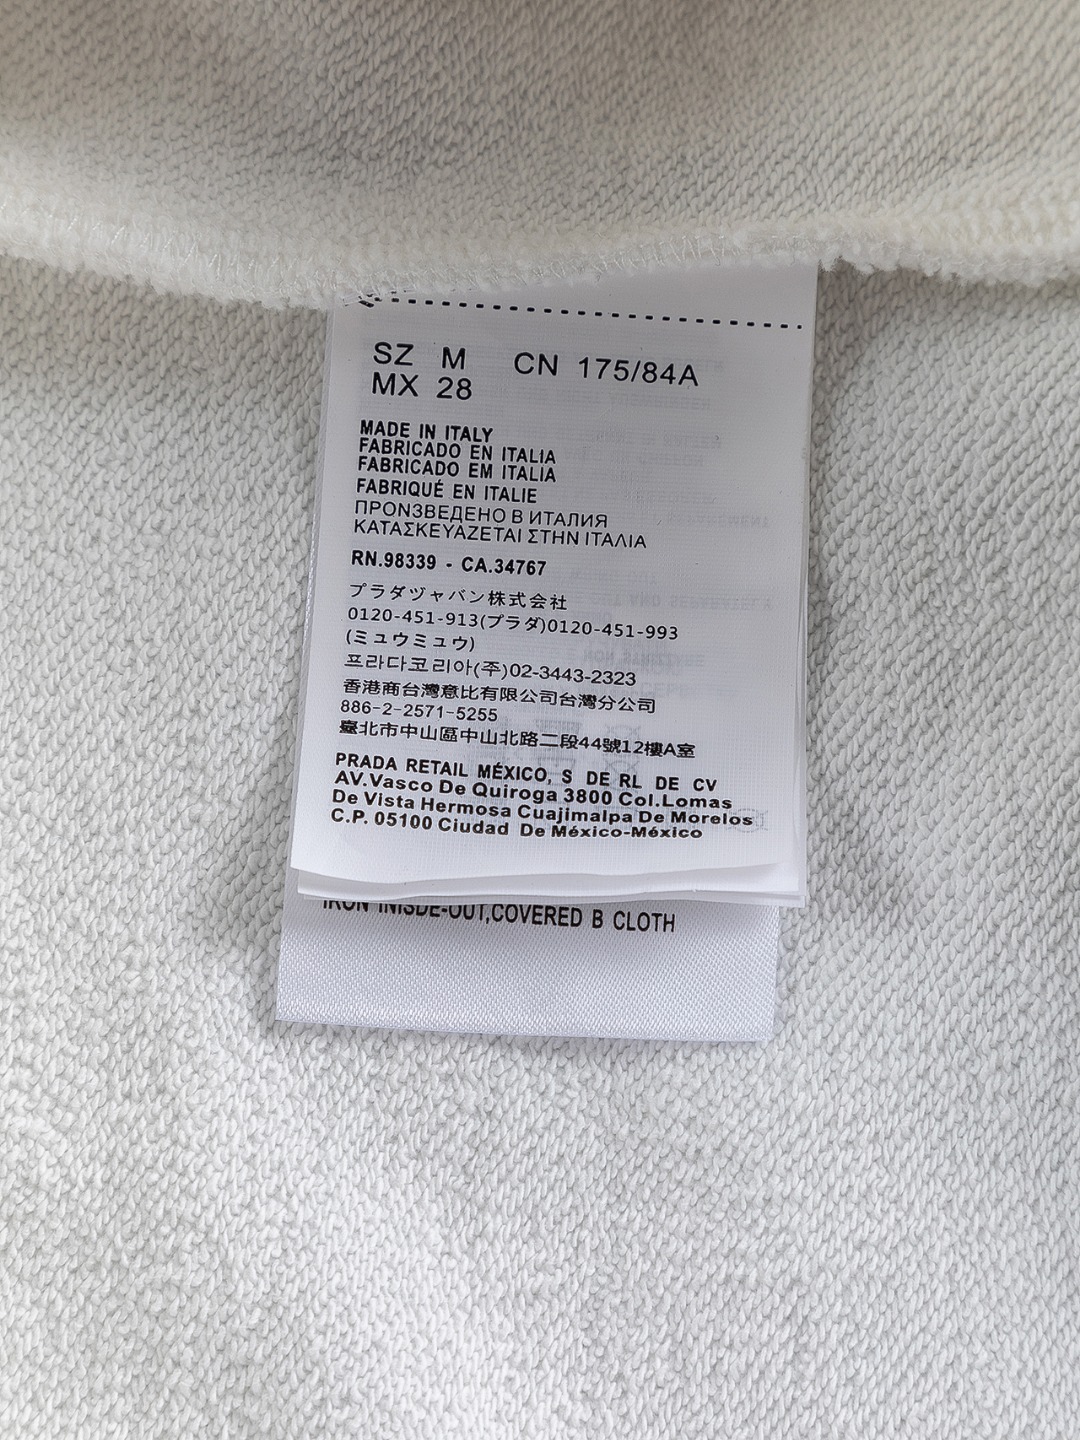 SZ M CN 175/84A
MX 28
MADE IN ITALY
FABRICADO EN ITALIA
FABRICADO EM ITALIA
FABRIQUÉ EN ITALIE
ПРОNЗВЕДЕНО В ИТАЛИЯ
ΚΑΤΑΣΚΕΥΑΖΕΤΑΙ ΣΤΗΝ ΙΤΑΛΙΑ
RN.98339 - CA.34767
プラダヅャバン株式会社
0120-451-913(プラダ)0120-451-993
(ミュウミュウ)
프라다코리아(주)02-3443-2323
香港商台灣意比有限公司台灣分公司
886-2-2571-5255
臺北市中山區中山北路二段44號12樓A室
PRADA RETAIL MÉXICO, S DE RL DE CV
AV.Vasco De Quiroga 3800 Col.Lomas
De Vista Hermosa Cuajimalpa De Morelos
C.P. 05100 Ciudad De México-México
IRON INISDE-OUT,COVERED B CLOTH